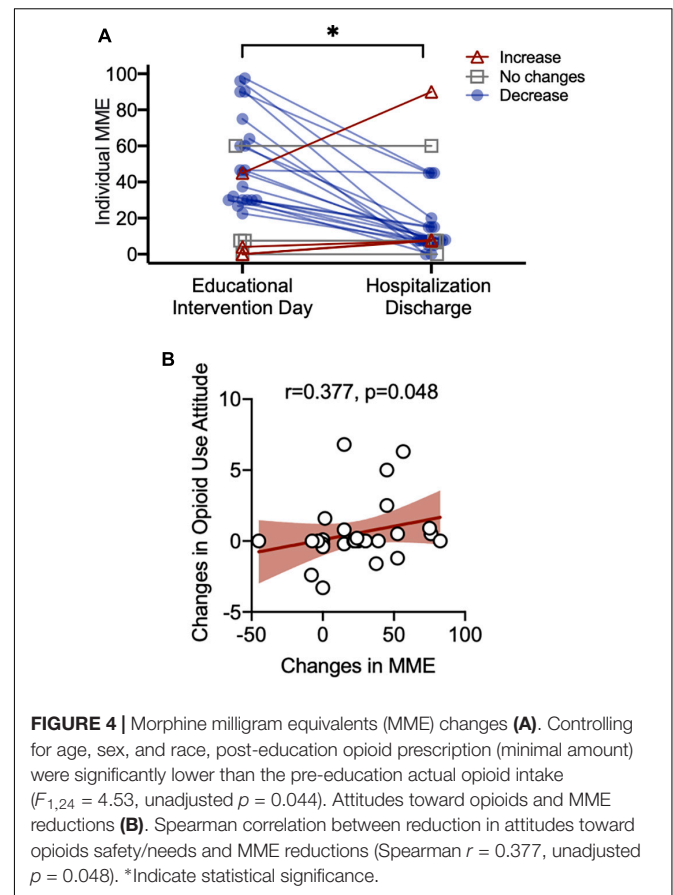 A
*
Increase
No changes
Decrease
Individual MME
100
80
60
40
20
0
Educational
Intervention Day
Hospitalization
Discharge
B
r=0.377, p=0.048
Changes in Opioid Use Attitude
10
5
0
-5
-50
0
50
100
Changes in MME
FIGURE 4 | Morphine milligram equivalents (MME) changes (A). Controlling
for age, sex, and race, post-education opioid prescription (minimal amount)
were significantly lower than the pre-education actual opioid intake
(F1,24 = 4.53, unadjusted p = 0.044). Attitudes toward opioids and MME
reductions (B). Spearman correlation between reduction in attitudes toward
opioids safety/needs and MME reductions (Spearman r = 0.377, unadjusted
p = 0.048). *Indicate statistical significance.